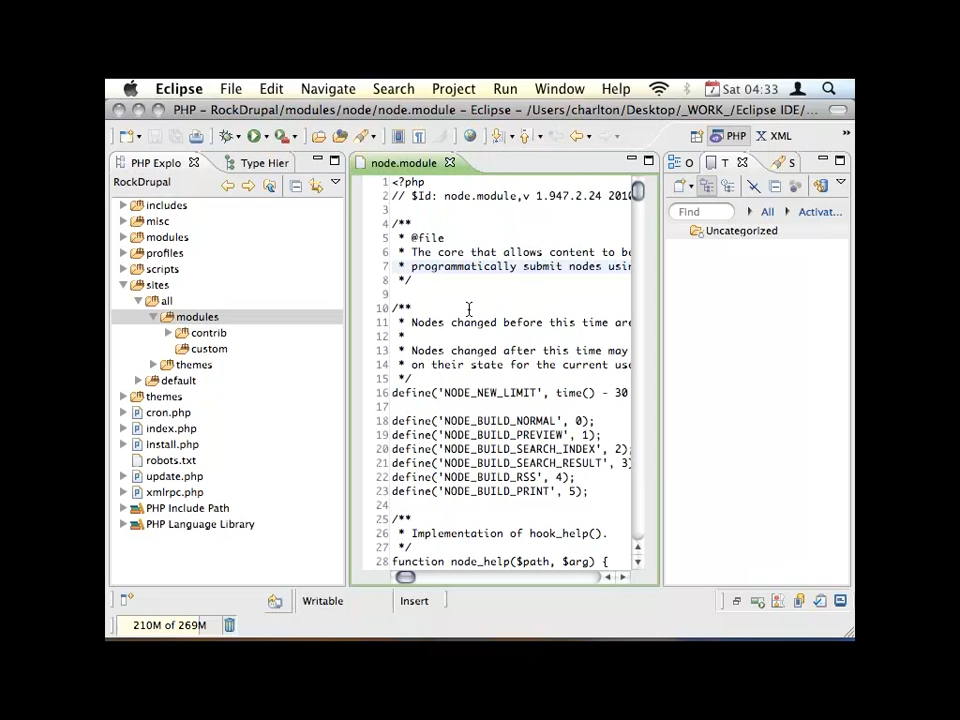 Eclipse File Edit Navigate Search Project Run Window Help Sat 04:33
PHP - RockDrupal/modules/node/node.module - Eclipse - /Users/charlton/Desktop/_WORK_/Eclipse IDE/...
PHP XML »
PHP Explo Type Hier
node.module
O T S
RockDrupal
includes
misc
modules
profiles
scripts
sites
all
modules
contrib
custom
themes
default
themes
cron.php
index.php
install.php
robots.txt
update.php
xmlrpc.php
PHP Include Path
PHP Language Library
1 <?php
2 // $Id: node.module,v 1.947.2.24 2010
3
4 /**
5 * @file
6 * The core that allows content to be
7 * programmatically submit nodes usin
8 */
9
10 /**
11 * Nodes changed before this time are
12 *
13 * Nodes changed after this time may
14 * on their state for the current use
15 */
16 define('NODE_NEW_LIMIT', time() - 30
17
18 define('NODE_BUILD_NORMAL', 0);
19 define('NODE_BUILD_PREVIEW', 1);
20 define('NODE_BUILD_SEARCH_INDEX', 2);
21 define('NODE_BUILD_SEARCH_RESULT', 3)
22 define('NODE_BUILD_RSS', 4);
23 define('NODE_BUILD_PRINT', 5);
24
25 /**
26 * Implementation of hook_help().
27 */
28 function node_help($path, $arg) {
Find All Activat...
Uncategorized
Writable Insert
210M of 269M